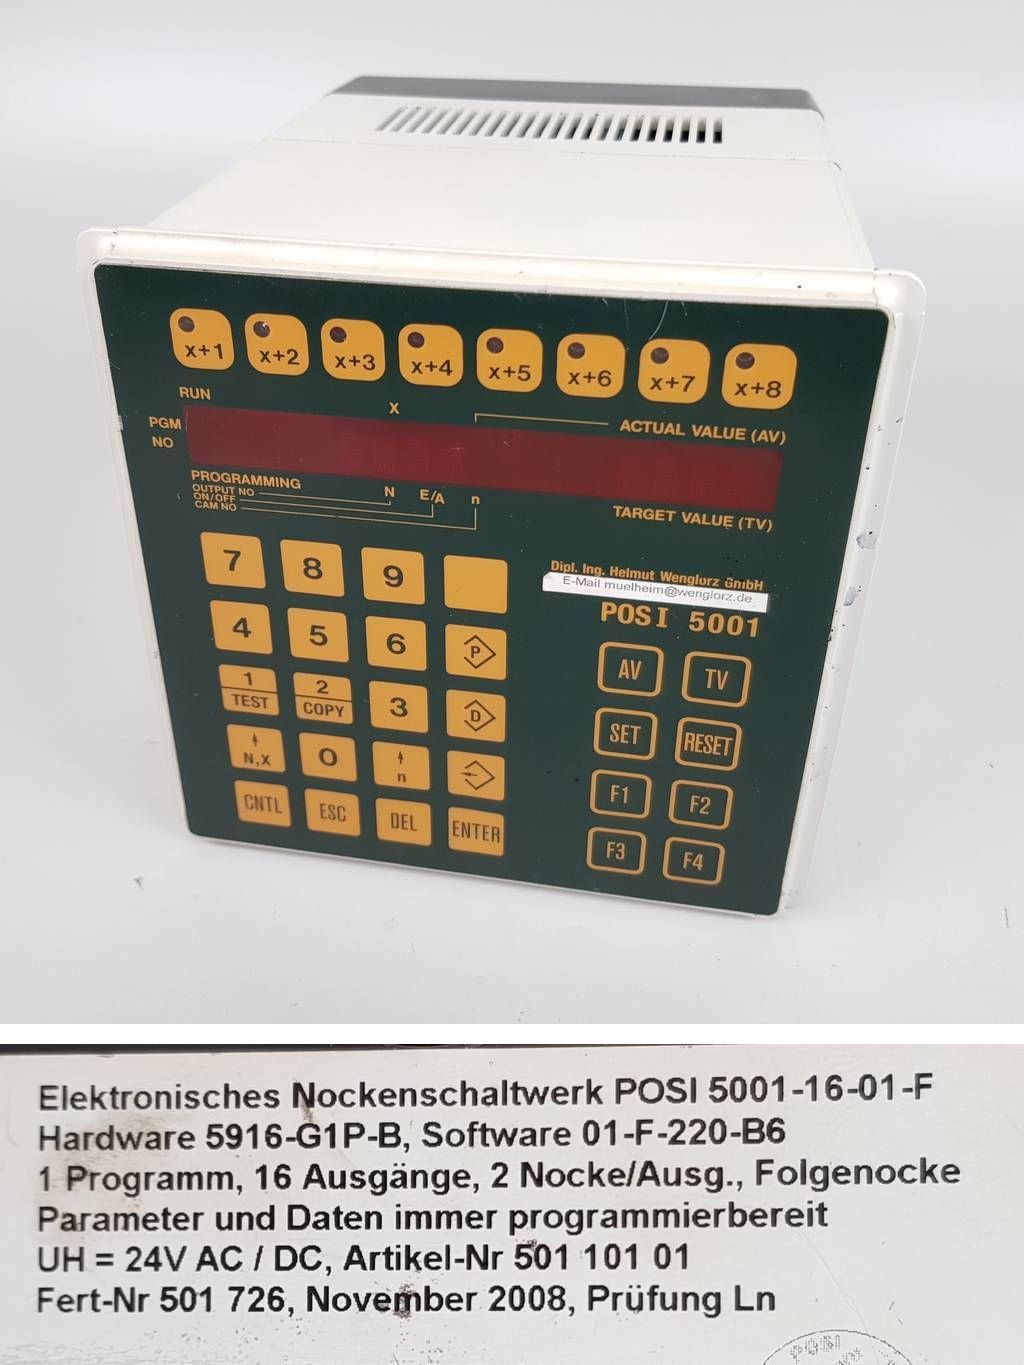 x+1 x+2 x+3 x+4 x+5 x+6 x+7 x+8
RUN X ACTUAL VALUE (AV)
PGM
NO
PROGRAMMING
OUTPUT NO N E/A n
ON/OFF
CAM NO
TARGET VALUE (TV)
7 8 9
4 5 6 P
1 2 3 D
TEST COPY
N,X 0 n
CNTL ESC DEL ENTER
Dipl. Ing. Helmut Wenglorz GmbH
E-Mail muelheim@wenglorz.de
POSI 5001
AV TV
SET RESET
F1 F2
F3 F4
Elektronisches Nockenschaltwerk POSI 5001-16-01-F
Hardware 5916-G1P-B, Software 01-F-220-B6
1 Programm, 16 Ausgänge, 2 Nocke/Ausg., Folgenocke
Parameter und Daten immer programmierbereit
UH = 24V AC / DC, Artikel-Nr 501 101 01
Fert-Nr 501 726, November 2008, Prüfung Ln
POSI